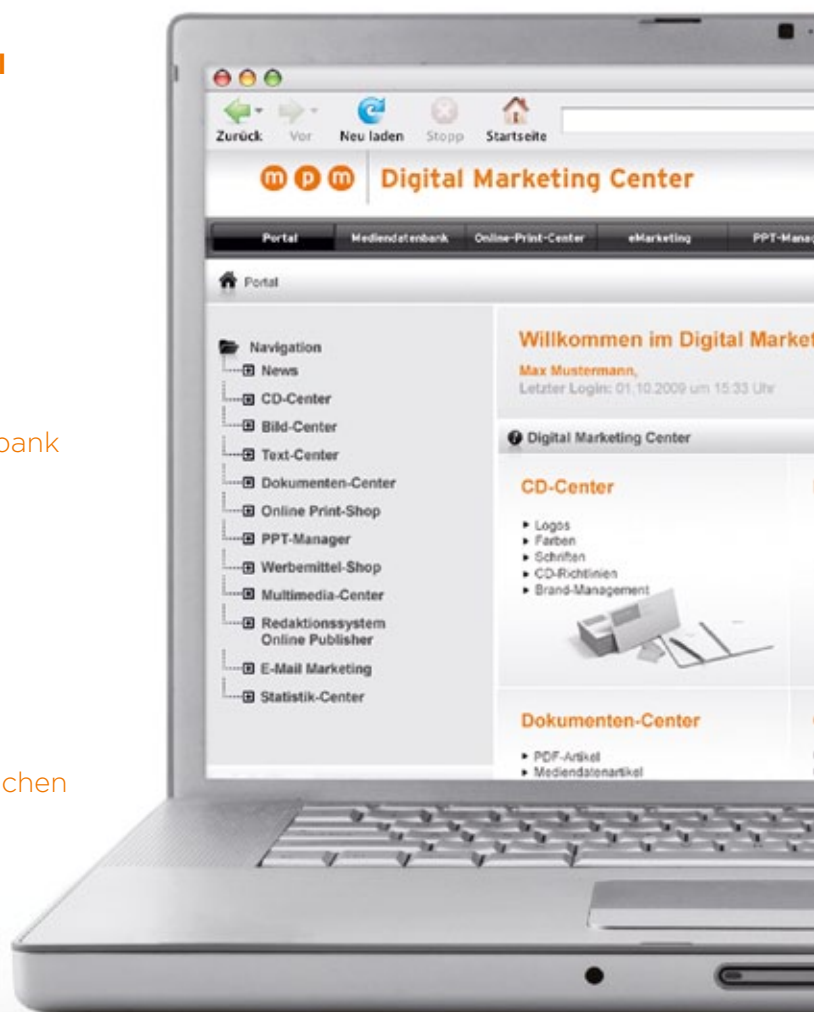 Zurück Vor Neu laden Stopp Startseite
mpm Digital Marketing Center
Portal Mediendatenbank Online-Print-Center eMarketing
Portal
Navigation
News
CD-Center
Bild-Center
Text-Center
Dokumenten-Center
Online Print-Shop
PPT-Manager
Werbemittel-Shop
Multimedia-Center
Redaktionssystem
Online Publisher
E-Mail Marketing
Statistik-Center
Willkommen im Digital
Max Mustermann,
Letzter Login: 01.10.2009 um 15:33 Uhr
Digital Marketing Center
CD-Center
Logos
Farben
Schriften
CD-Richtlinien
Brand-Management
Dokumenten-Center
PDF-Artikel
Mediendatenartikel
bank
chen